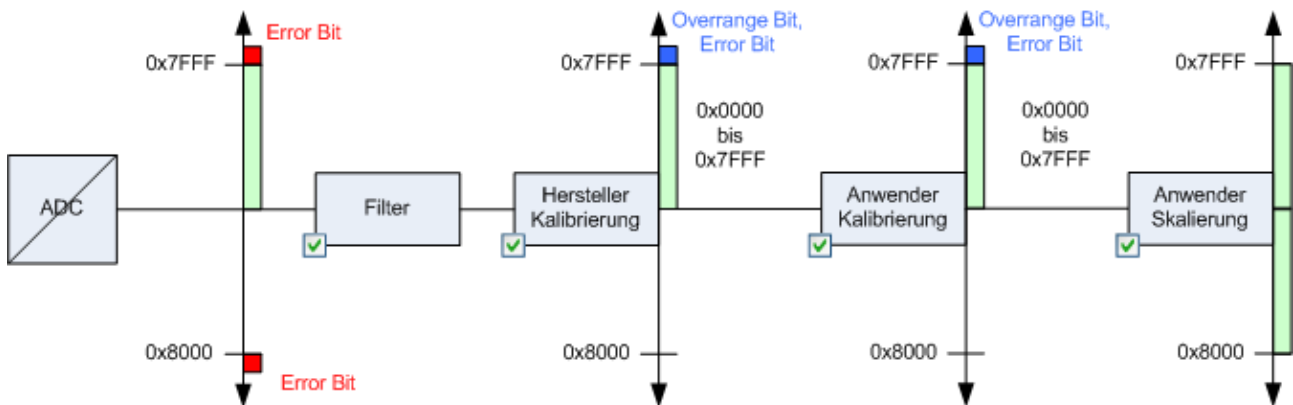 Error Bit
0x7FFF
Overrange Bit,
Error Bit
0x7FFF
0x0000
bis
0x7FFF
Overrange Bit,
Error Bit
0x7FFF
0x0000
bis
0x7FFF
0x7FFF
ADC
Filter
Hersteller
Kalibrierung
Anwender
Kalibrierung
Anwender
Skalierung
0x8000
Error Bit
0x8000
0x8000
0x8000